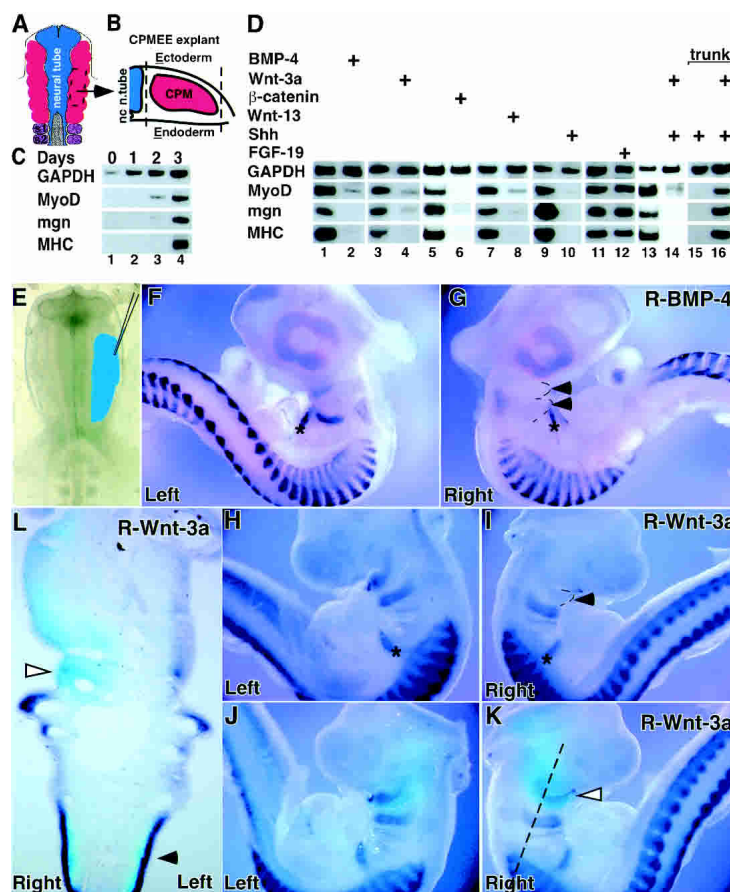 A
neural tube
B
CPMEE explant
Ectoderm
nc n.tube
CPM
Endoderm
C
Days 0 1 2 3
GAPDH
MyoD
mgn
MHC
1 2 3 4
D
trunk
BMP-4 +
Wnt-3a + + +
β-catenin +
Wnt-13 +
Shh + + + +
FGF-19 +
GAPDH
MyoD
mgn
MHC
1 2 3 4 5 6 7 8 9 10 11 12 13 14 15 16
E
F
*
Left
G
R-BMP-4
*
Right
L
R-Wnt-3a
Right
Left
H
*
Left
I
R-Wnt-3a
*
Right
J
Left
K
R-Wnt-3a
Right